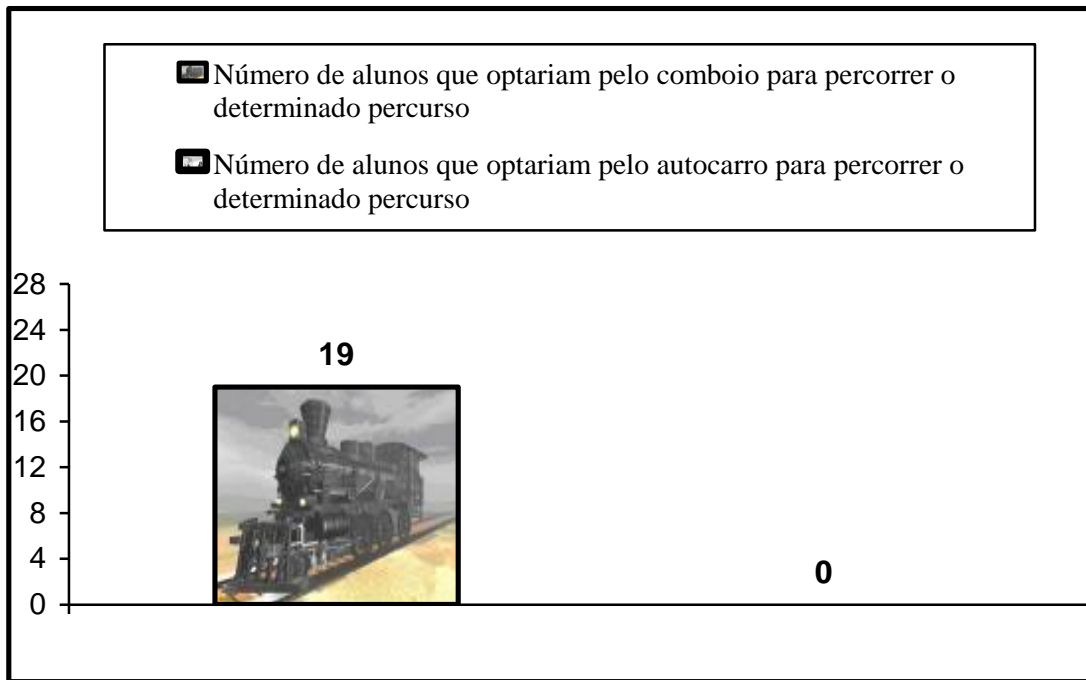 Número de alunos que optariam pelo comboio para percorrer o
determinado percurso
Número de alunos que optariam pelo autocarro para percorrer o
determinado percurso
28
24
20
16
12
8
4
0
19
0